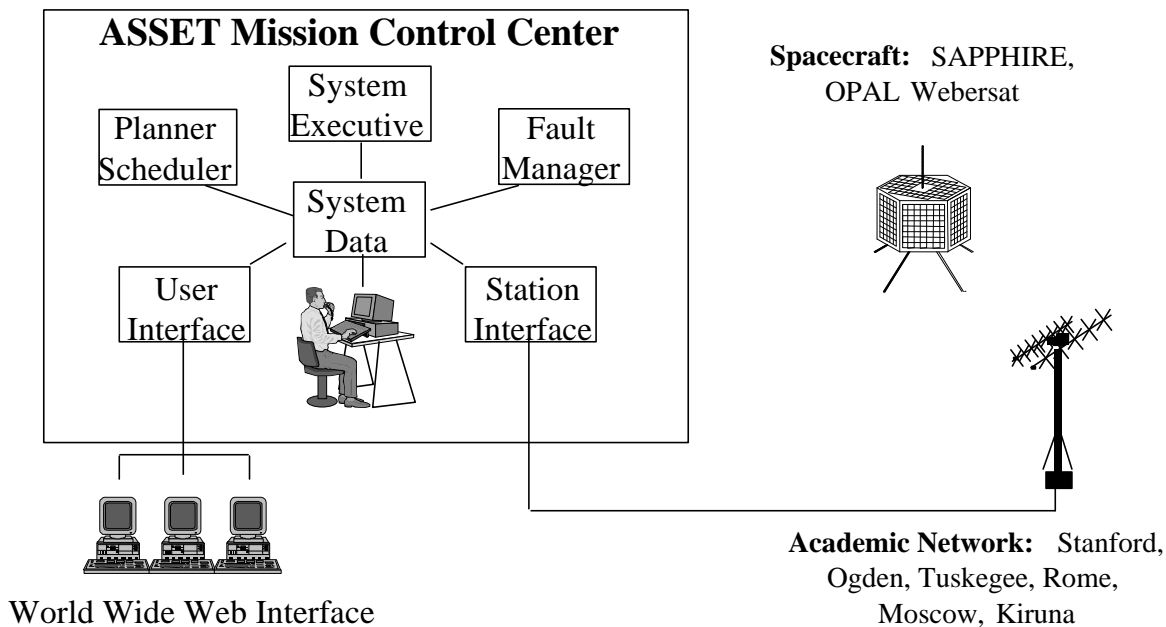 ASSET Mission Control Center
Spacecraft: SAPPHIRE,
OPAL Webersat
System
Executive
Planner
Scheduler
Fault
Manager
System
Data
User
Interface
Station
Interface
World Wide Web Interface
Academic Network: Stanford,
Ogden, Tuskegee, Rome,
Moscow, Kiruna